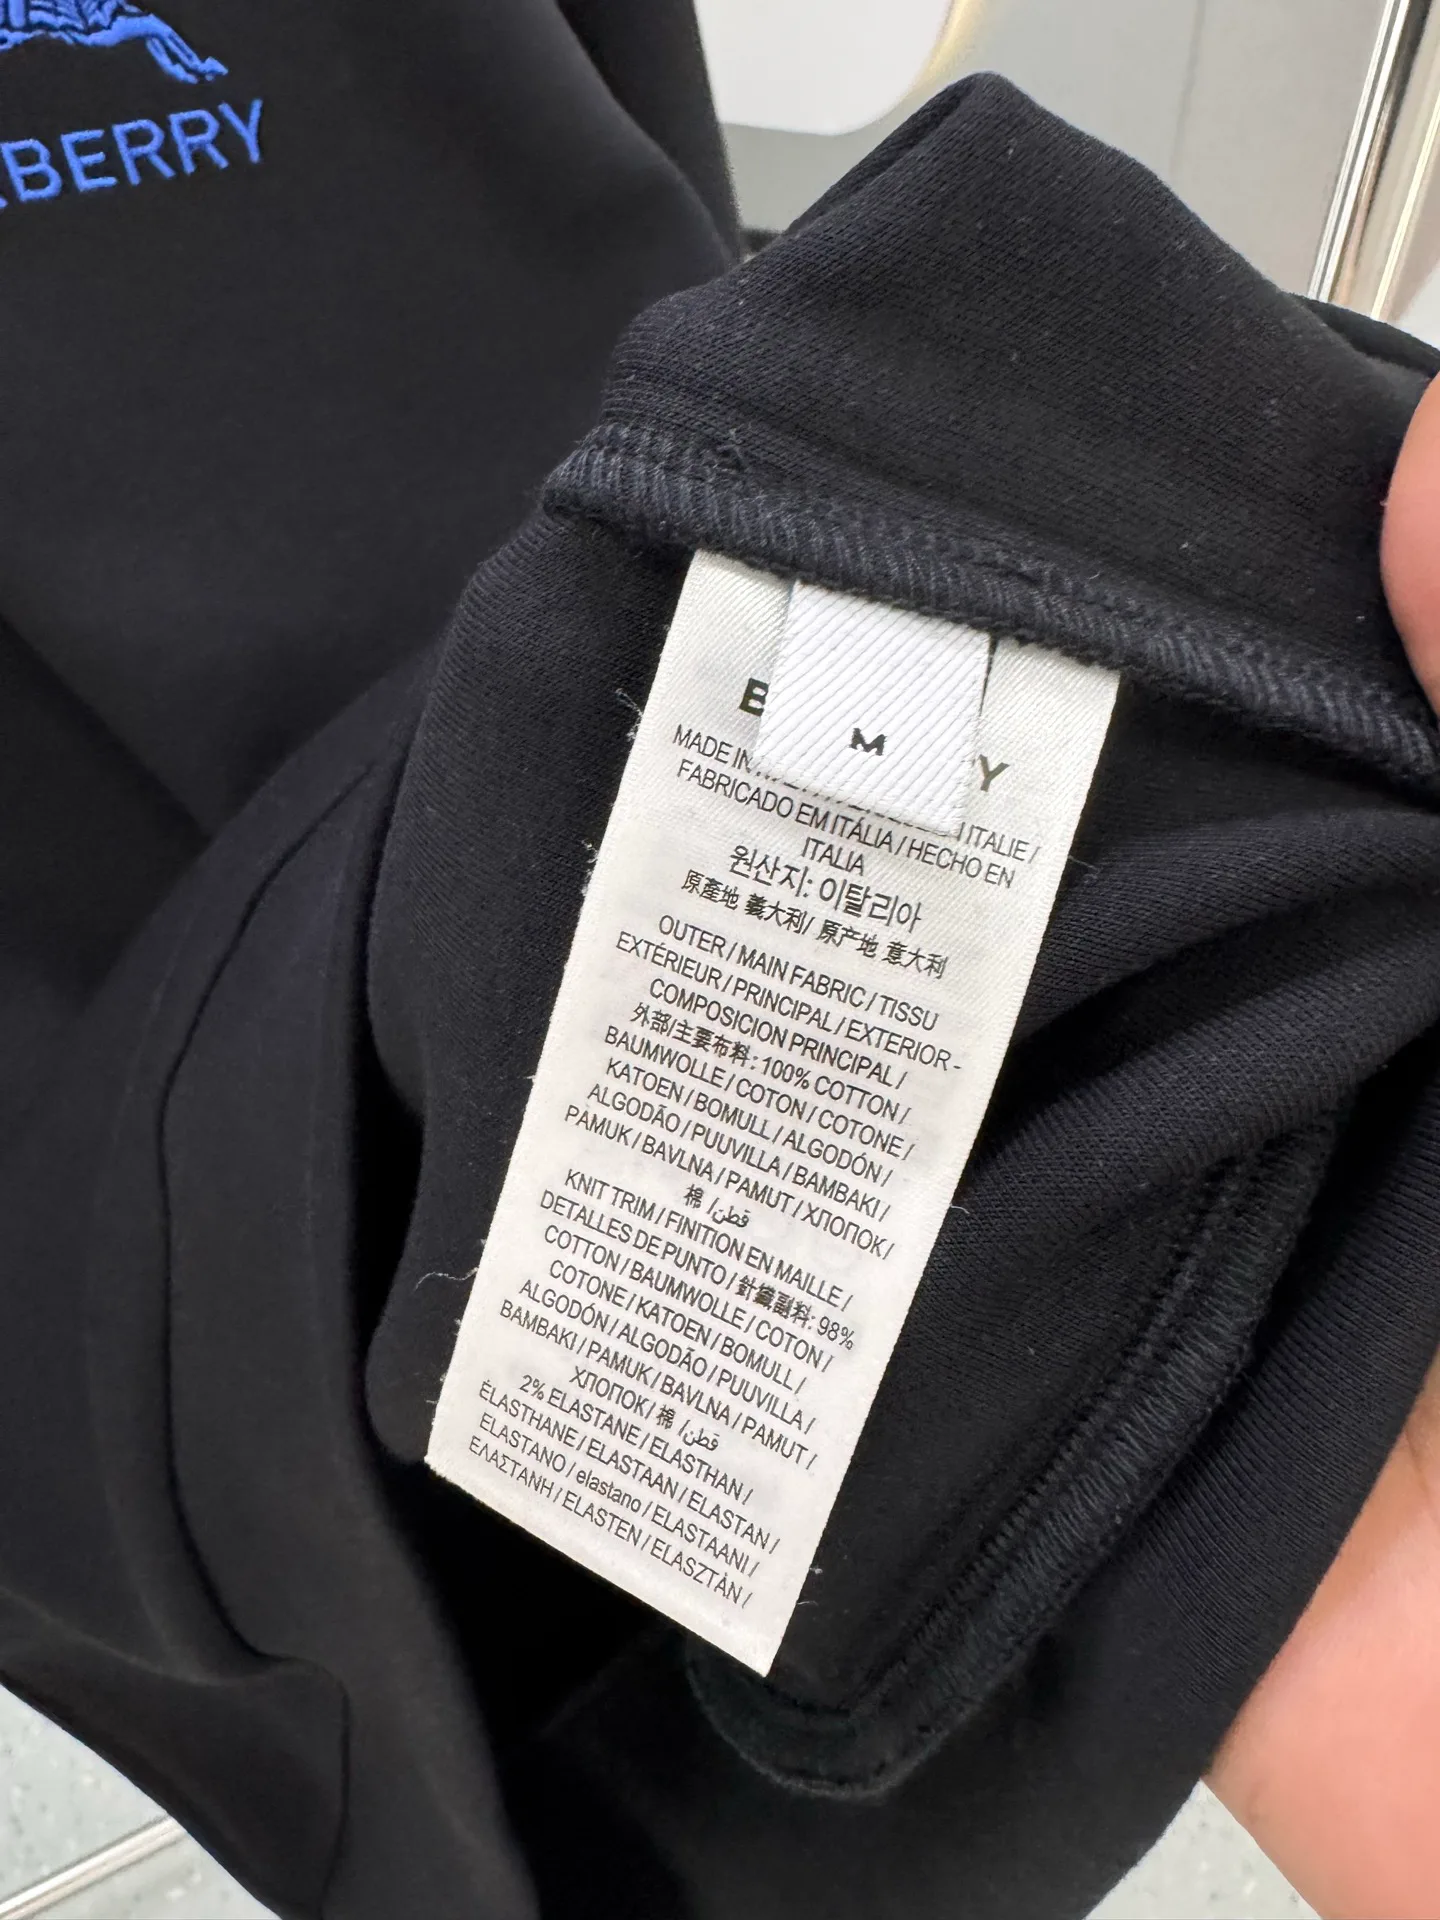 BERRY
M
B Y
MADE IN ITALIE /
FABRICADO EM ITÁLIA / HECHO EN
ITALIA
원산지: 이탈리아
原產地 義大利/ 原产地 意大利
OUTER / MAIN FABRIC / TISSU
EXTÉRIEUR / PRINCIPAL / EXTERIOR -
COMPOSICION PRINCIPAL /
外部/主要布料: 100% COTTON /
BAUMWOLLE / COTON / COTONE /
KATOEN / BOMULL / ALGODÓN /
ALGODÃO / PUUVILLA / BAMBAKI /
PAMUK / BAVLNA / PAMUT / ХЛОПОК /
棉 /قطن
KNIT TRIM / FINITION EN MAILLE /
DETALLES DE PUNTO / 針織副料: 98%
COTTON / BAUMWOLLE / COTON /
COTONE / KATOEN / BOMULL /
ALGODÓN / ALGODÃO / PUUVILLA /
BAMBAKI / PAMUK / BAVLNA / PAMUT /
ХЛОПОК / 棉 /قطن
2% ELASTANE / ELASTHAN /
ÉLASTHANE / ELASTAAN / ELASTAN /
ELASTANO / elastano / ELASTAANI /
ΕΛΑΣΤΑΝΗ / ELASTEN / ELASZTÁN /